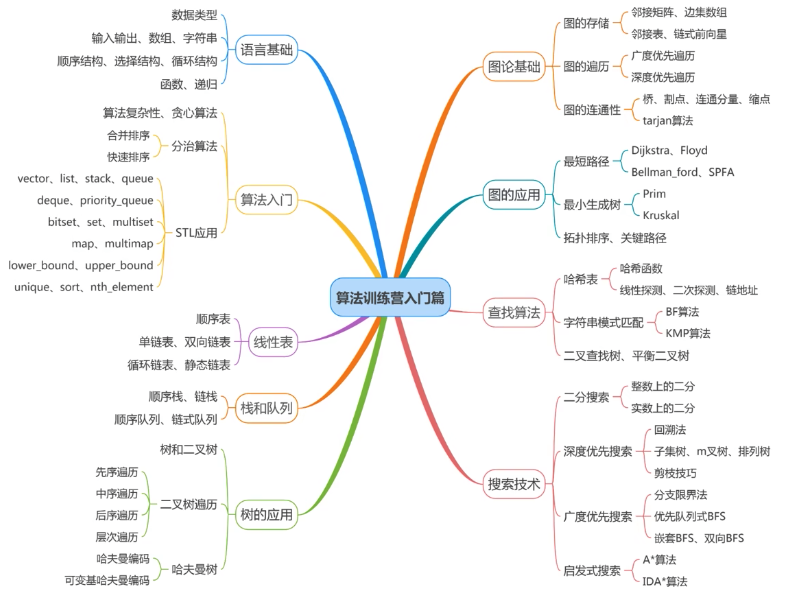 算法训练营入门篇
语言基础
数据类型
输入输出、数组、字符串
顺序结构、选择结构、循环结构
函数、递归
算法入门
算法复杂性、贪心算法
分治算法
合并排序
快速排序
STL应用
vector、list、stack、queue
deque、priority_queue
bitset、set、multiset
map、multimap
lower_bound、upper_bound
unique、sort、nth_element
线性表
顺序表
单链表、双向链表
循环链表、静态链表
栈和队列
顺序栈、链栈
顺序队列、链式队列
树的应用
树和二叉树
二叉树遍历
先序遍历
中序遍历
后序遍历
层次遍历
哈夫曼树
哈夫曼编码
可变基哈夫曼编码
图论基础
图的存储
邻接矩阵、边集数组
邻接表、链式前向星
图的遍历
广度优先遍历
深度优先遍历
图的连通性
桥、割点、连通分量、缩点
tarjan算法
图的应用
最短路径
Dijkstra、Floyd
Bellman_ford、SPFA
最小生成树
Prim
Kruskal
拓扑排序、关键路径
查找算法
哈希表
哈希函数
线性探测、二次探测、链地址
字符串模式匹配
BF算法
KMP算法
二叉查找树、平衡二叉树
搜索技术
二分搜索
整数上的二分
实数上的二分
深度优先搜索
回溯法
子集树、m叉树、排列树
剪枝技巧
广度优先搜索
分支限界法
优先队列式BFS
嵌套BFS、双向BFS
启发式搜索
A*算法
IDA*算法